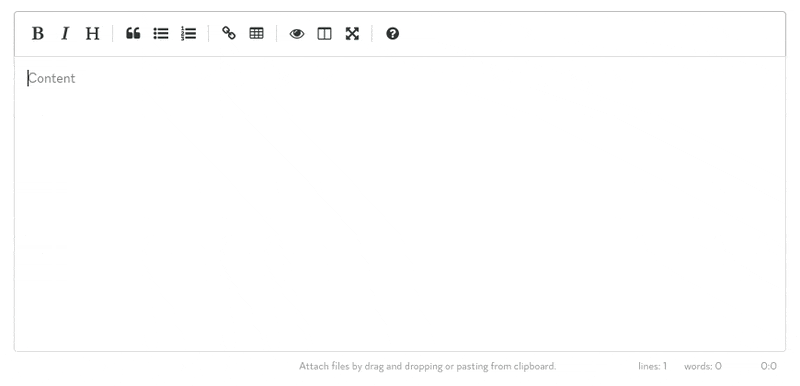 B I H
Content
Attach files by drag and dropping or pasting from clipboard. lines: 1 words: 0 0:0